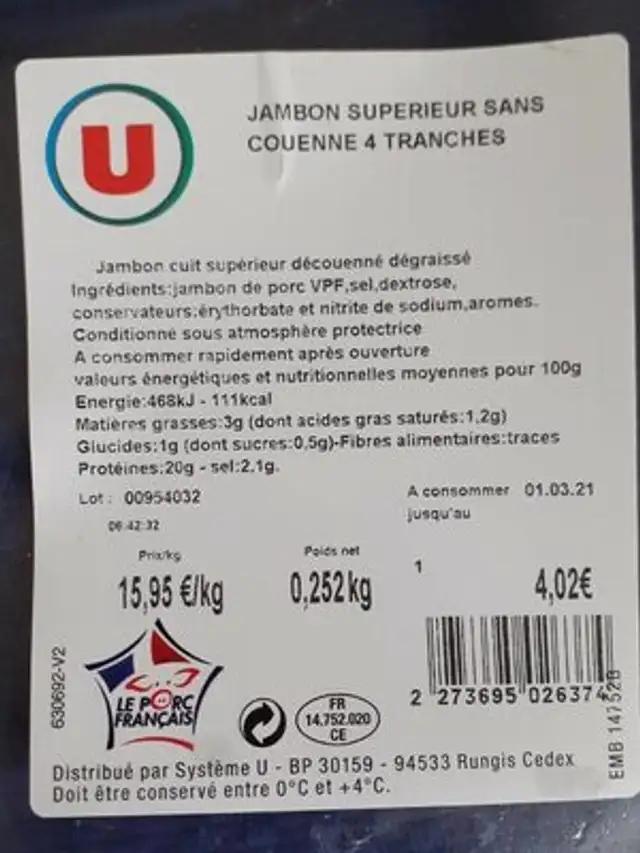 U
JAMBON SUPERIEUR SANS
COUENNE 4 TRANCHES
Jambon cuit supérieur découenné dégraissé
Ingrédients:jambon de porc VPF,sel,dextrose,
conservateurs:érythorbate et nitrite de sodium,aromes.
Conditionné sous atmosphère protectrice
A consommer rapidement après ouverture
valeurs énergétiques et nutritionnelles moyennes pour 100g
Energie:468kJ - 111kcal
Matières grasses:3g (dont acides gras saturés:1,2g)
Glucides:1g (dont sucres:0,5g)-Fibres alimentaires:traces
Protéines:20g - sel:2,1g.
Lot : 00954032
A consommer 01.03.21
jusqu'au
06:42:32
Prix/kg
Poids net
1
15,95 €/kg
0,252kg
4,02€
630692-V2
LE PORC
FRANÇAIS
FR
14.752.020
CE
2 273695 026374
EMB 14752B
Distribué par Système U - BP 30159 - 94533 Rungis Cedex
Doit être conservé entre 0°C et +4°C.